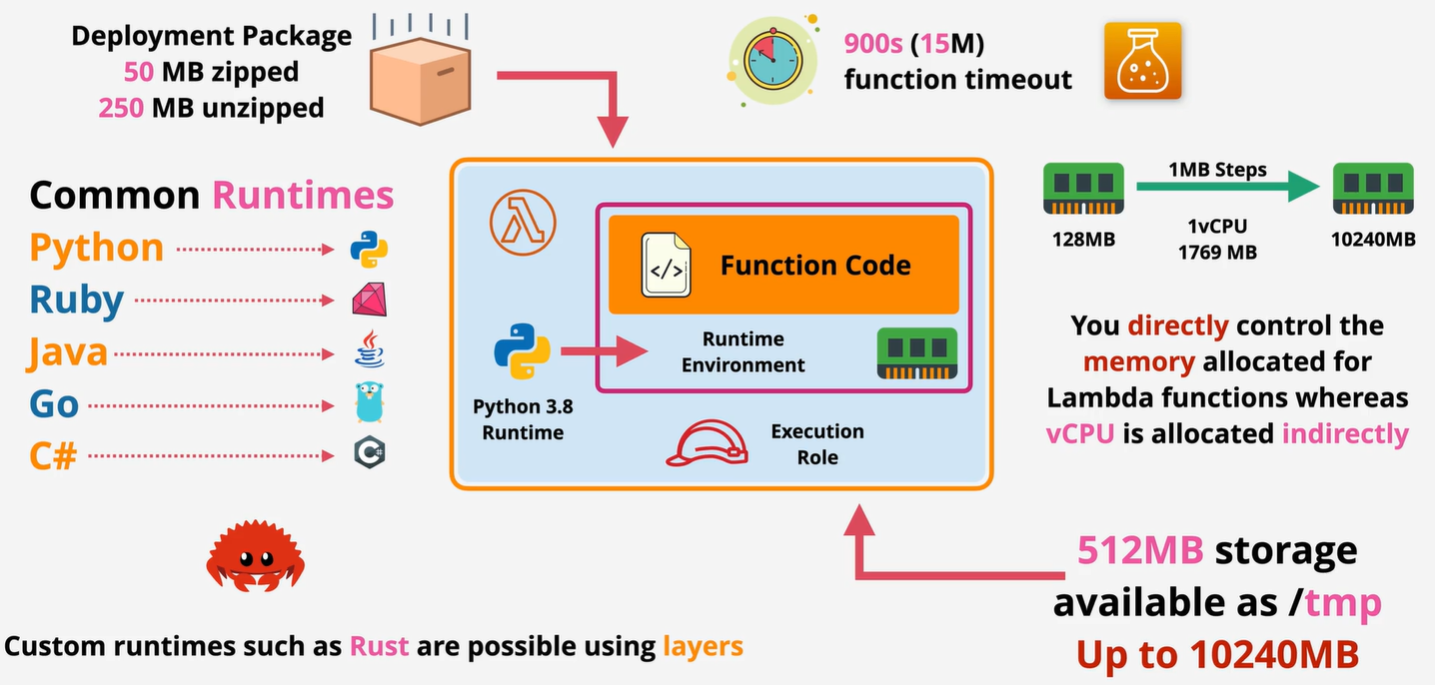 Deployment Package
50 MB zipped
250 MB unzipped
900s (15M)
function timeout
Common Runtimes
Python
Ruby
Java
Go
C#
</>
Function Code
Runtime
Environment
Python 3.8
Runtime
Execution
Role
1MB Steps
128MB
1vCPU
1769 MB
10240MB
You directly control the
memory allocated for
Lambda functions whereas
vCPU is allocated indirectly
512MB storage
available as /tmp
Up to 10240MB
Custom runtimes such as Rust are possible using layers